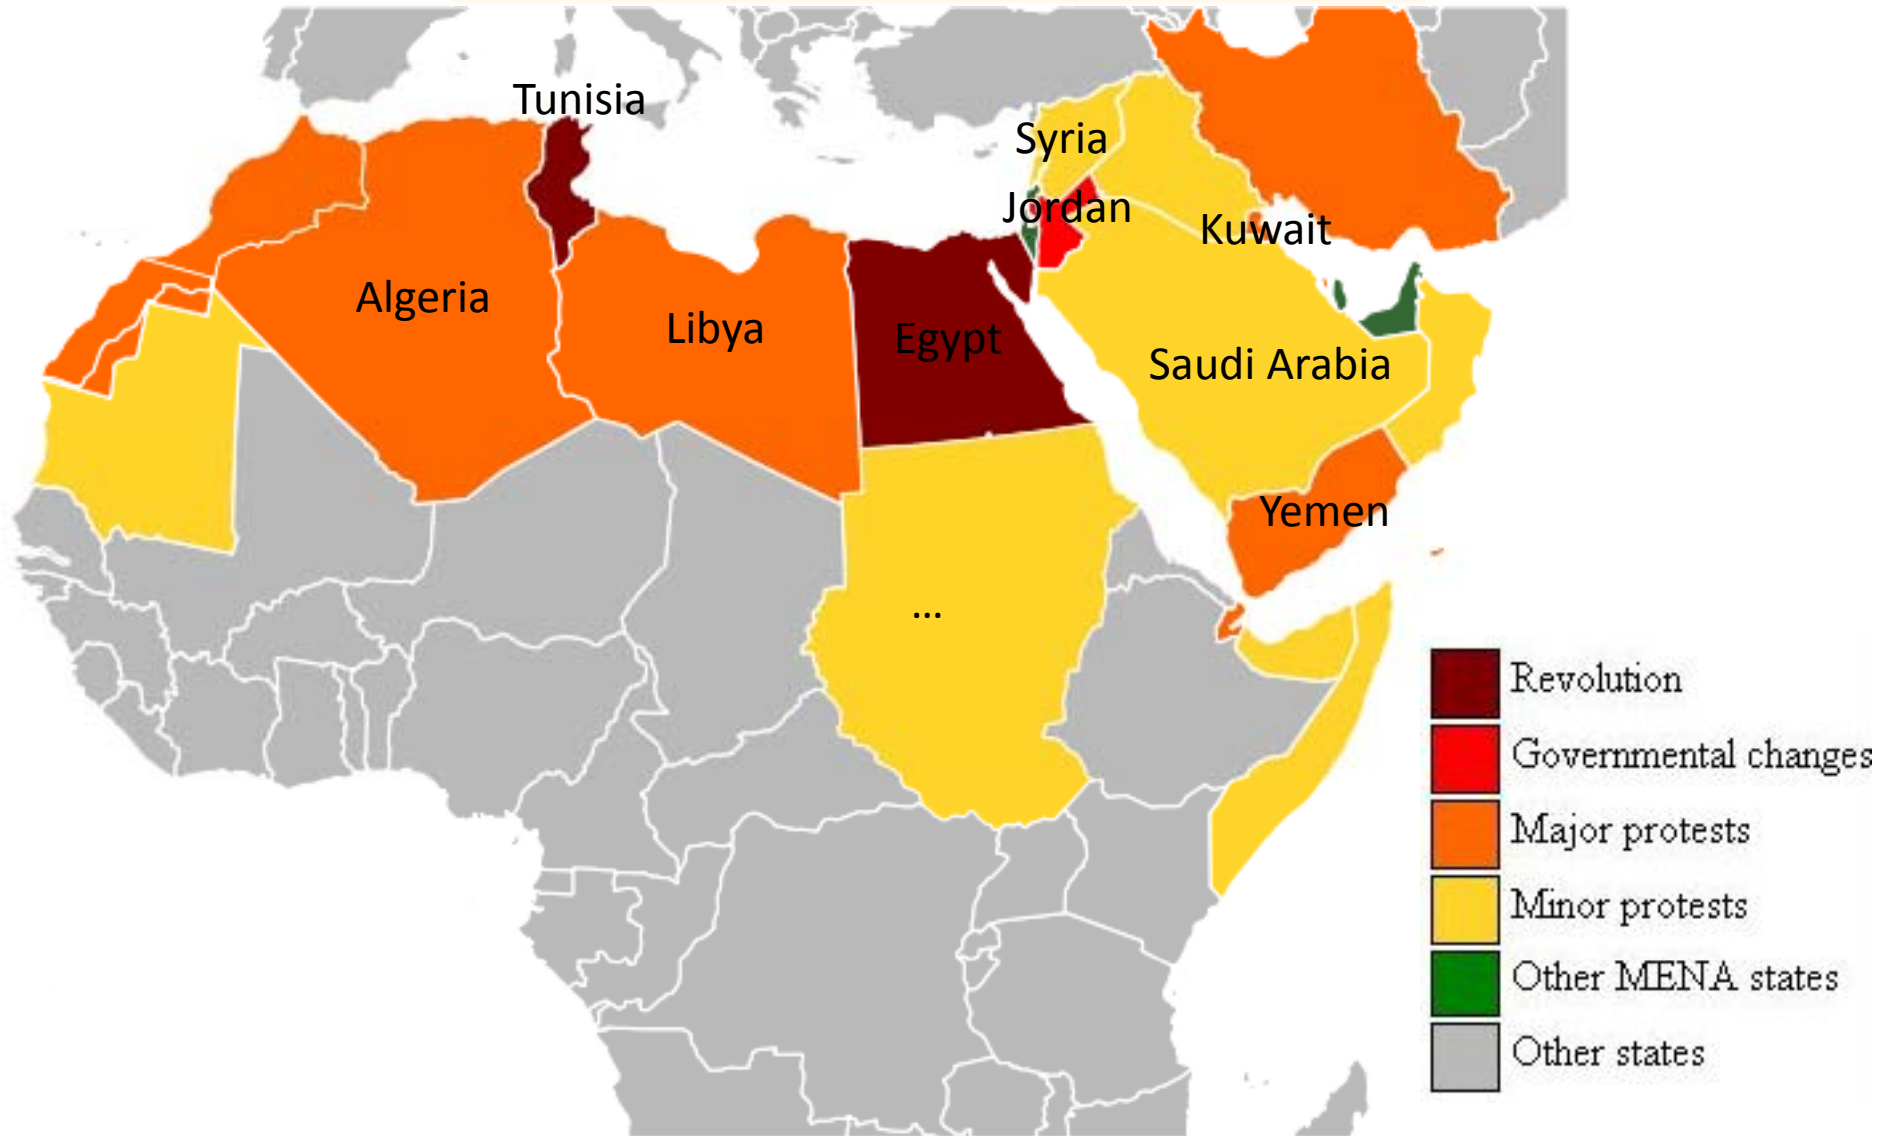 Tunisia
Syria
Jordan
Kuwait
Algeria
Libya
Egypt
Saudi Arabia
Yemen
...
Revolution
Governmental changes
Major protests
Minor protests
Other MENA states
Other states